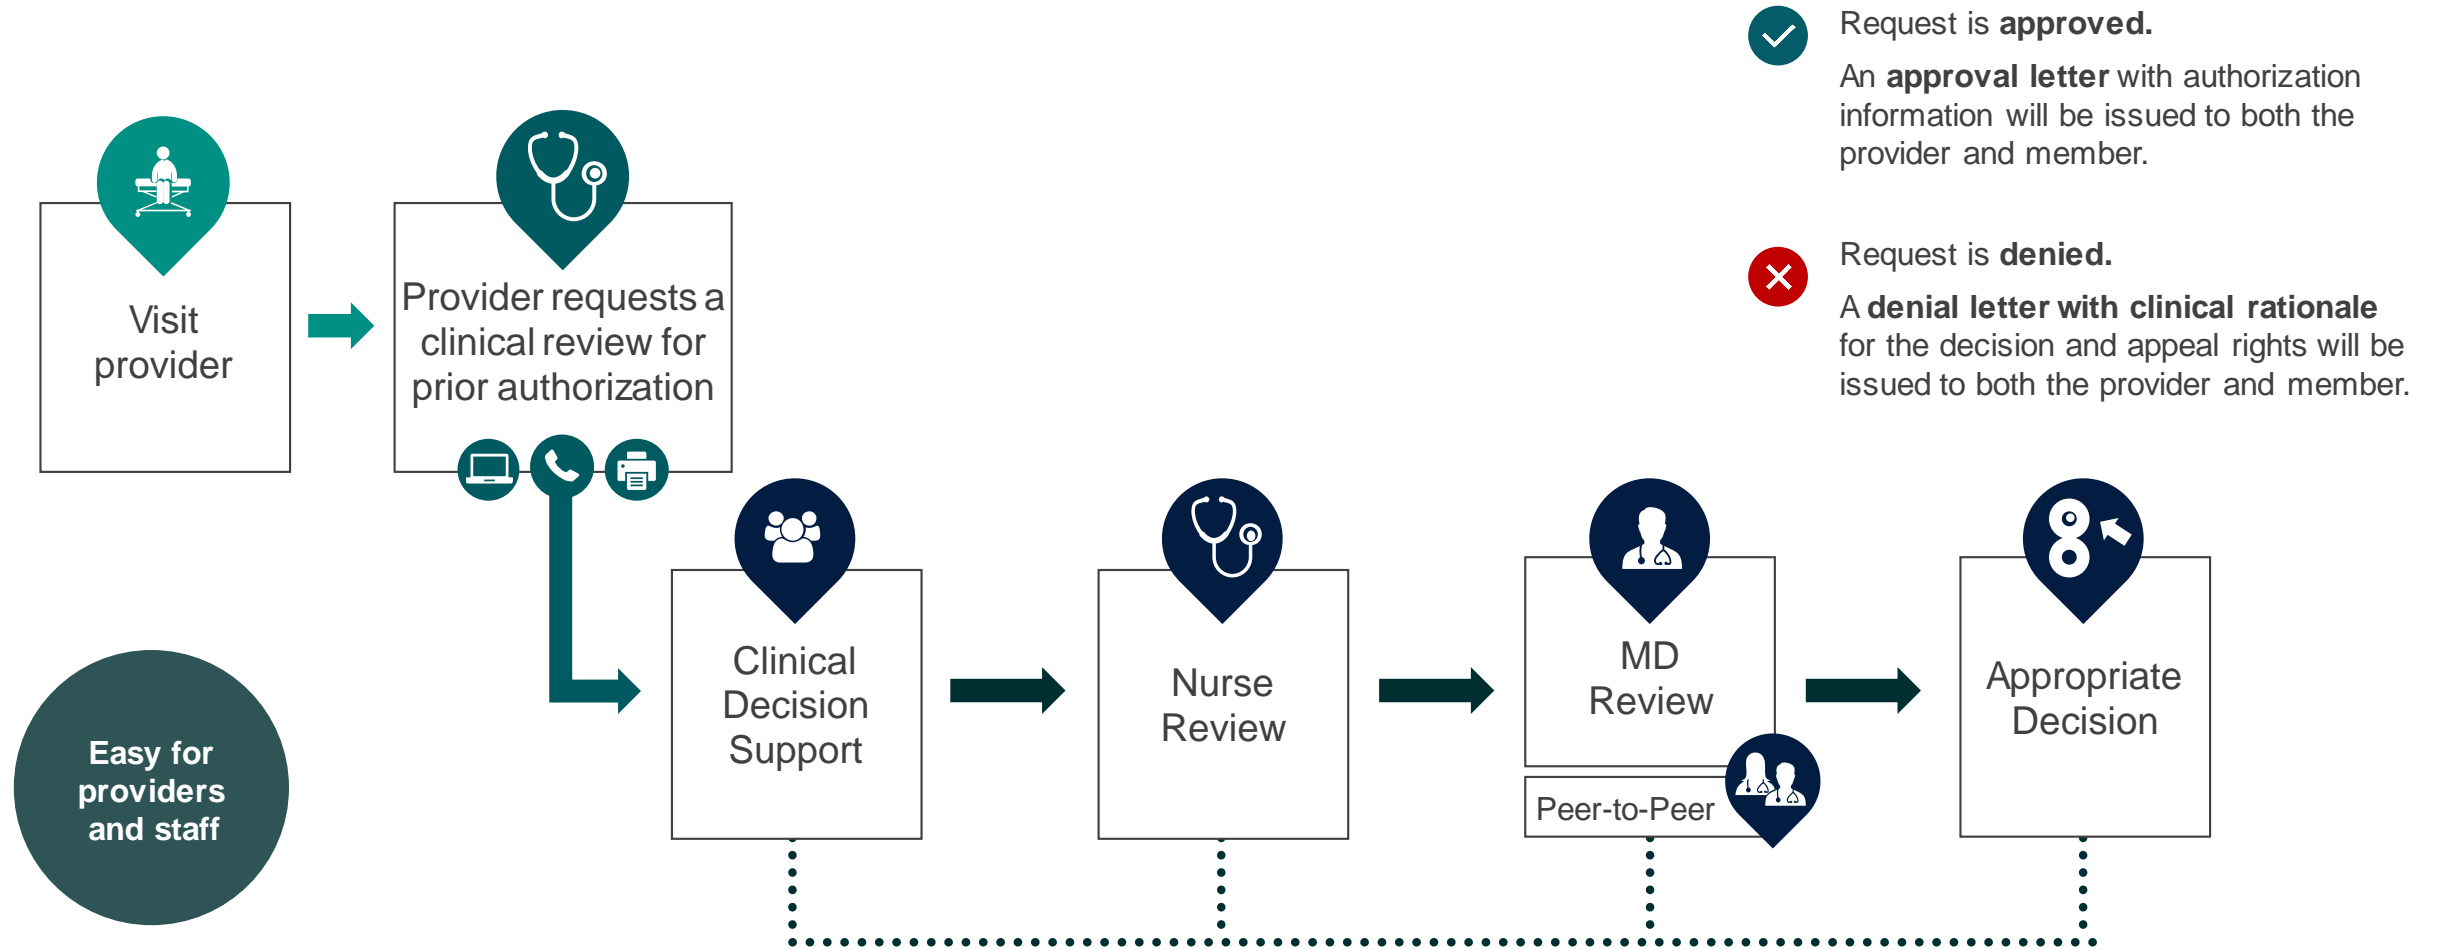 Request is approved.
An approval letter with authorization
information will be issued to both the
provider and member.
Request is denied.
A denial letter with clinical rationale
for the decision and appeal rights will be
issued to both the provider and member.
Visit
provider
Provider requests a
clinical review for
prior authorization
Clinical
Decision
Support
Nurse
Review
MD
Review
Peer-to-Peer
Appropriate
Decision
Easy for
providers
and staff